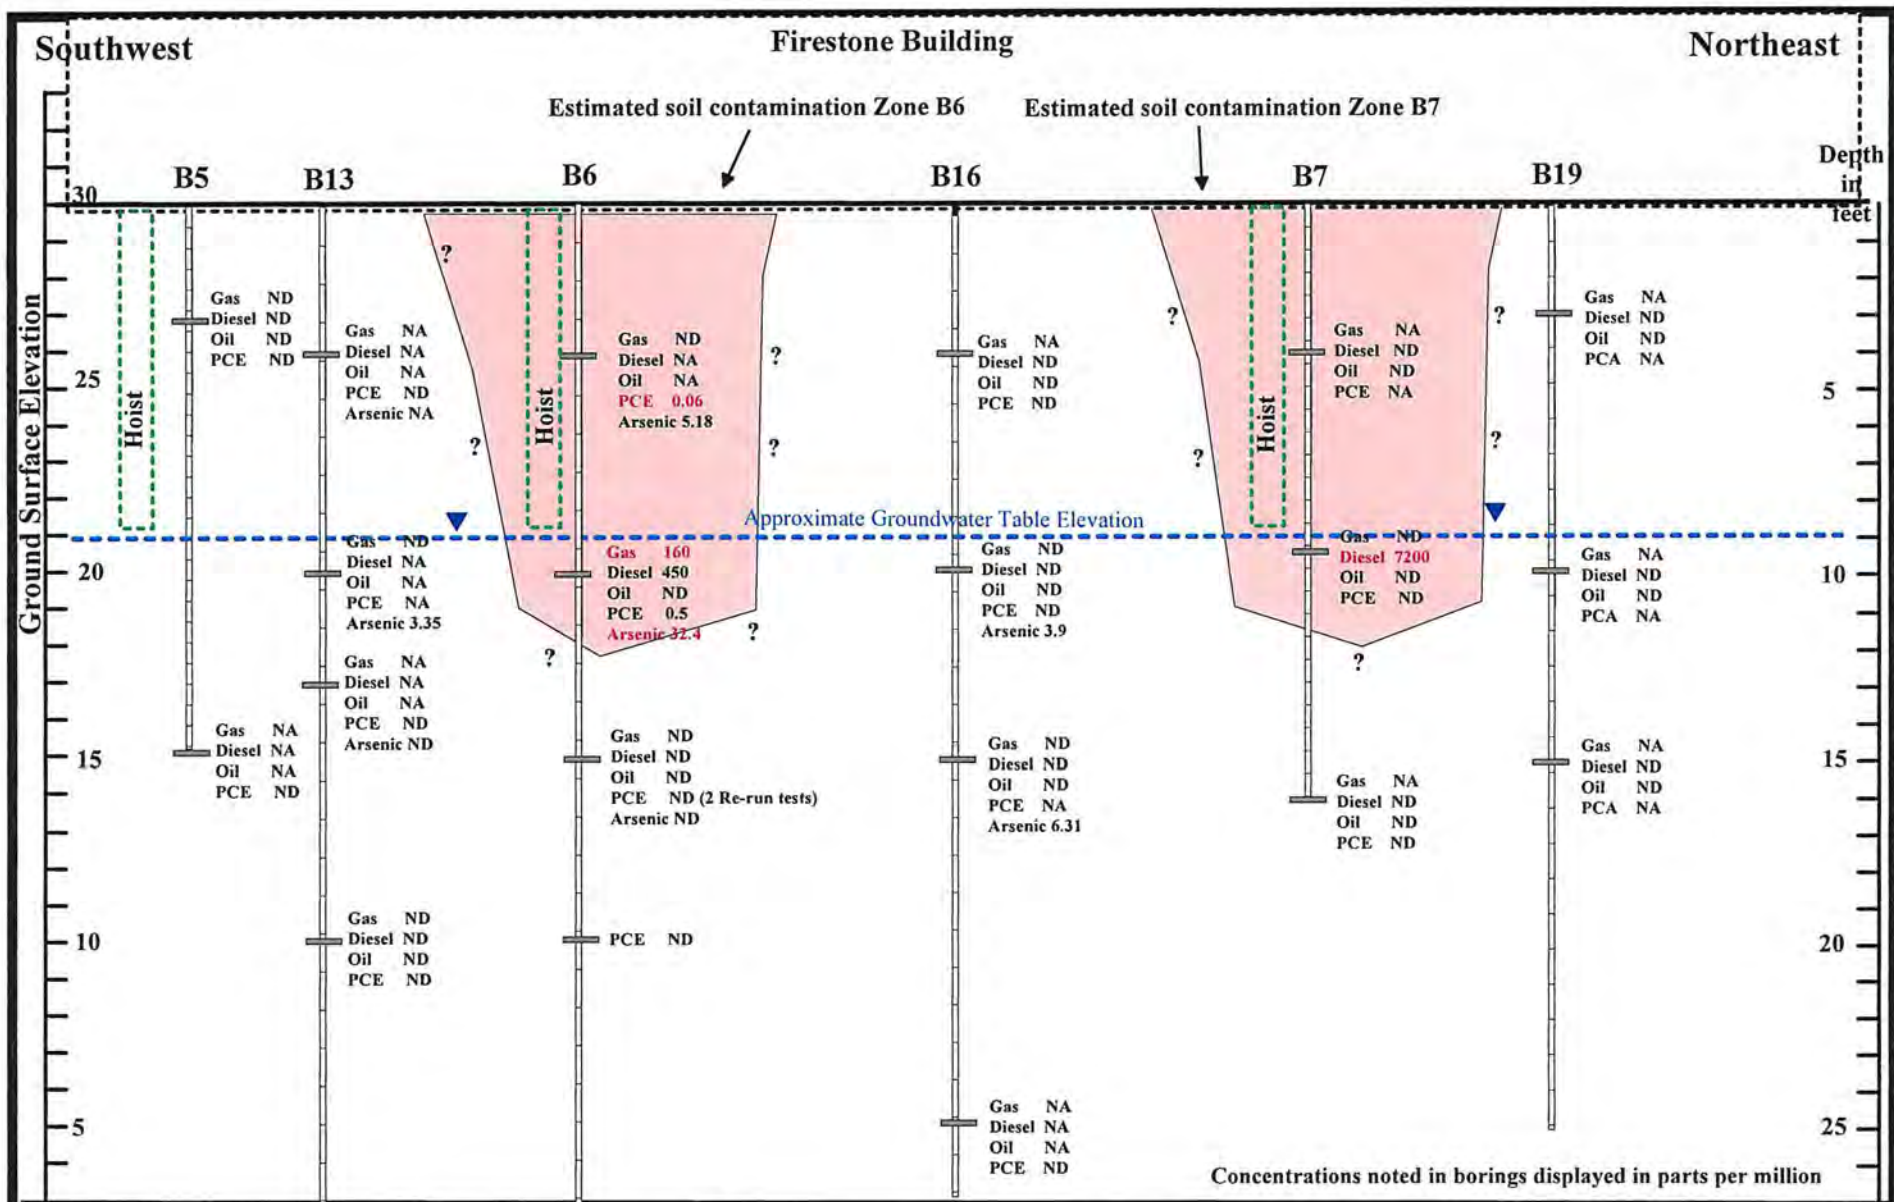 Southwest
Firestone Building
Northeast
Estimated soil contamination Zone B6
Estimated soil contamination Zone B7
B5
B13
B6
B16
B7
B19
Depth
in
feet
Ground Surface Elevation
30
25
20
15
10
5
5
10
15
20
25
Hoist
Hoist
Hoist
Approximate Groundwater Table Elevation
Gas ND
Diesel ND
Oil ND
PCE ND
Gas NA
Diesel NA
Oil NA
PCE ND
Gas NA
Diesel NA
Oil NA
PCE ND
Arsenic NA
Gas ND
Diesel NA
Oil NA
PCE NA
Arsenic 3.35
Gas NA
Diesel NA
Oil NA
PCE ND
Arsenic ND
Gas ND
Diesel ND
Oil ND
PCE ND
Gas ND
Diesel NA
Oil NA
PCE 0.06
Arsenic 5.18
Gas 160
Diesel 450
Oil ND
PCE 0.5
Arsenic 32.4
Gas ND
Diesel ND
Oil ND
PCE ND (2 Re-run tests)
Arsenic ND
PCE ND
Gas NA
Diesel ND
Oil ND
PCE ND
Gas ND
Diesel ND
Oil ND
PCE ND
Arsenic 3.9
Gas ND
Diesel ND
Oil ND
PCE NA
Arsenic 6.31
Gas NA
Diesel NA
Oil NA
PCE ND
Gas NA
Diesel ND
Oil ND
PCE NA
Gas ND
Diesel 7200
Oil ND
PCE ND
Gas NA
Diesel ND
Oil ND
PCE ND
Gas NA
Diesel ND
Oil ND
PCA NA
Gas NA
Diesel ND
Oil ND
PCA NA
Gas NA
Diesel ND
Oil ND
PCA NA
?
?
?
?
?
?
?
?
?
?
?
Concentrations noted in borings displayed in parts per million